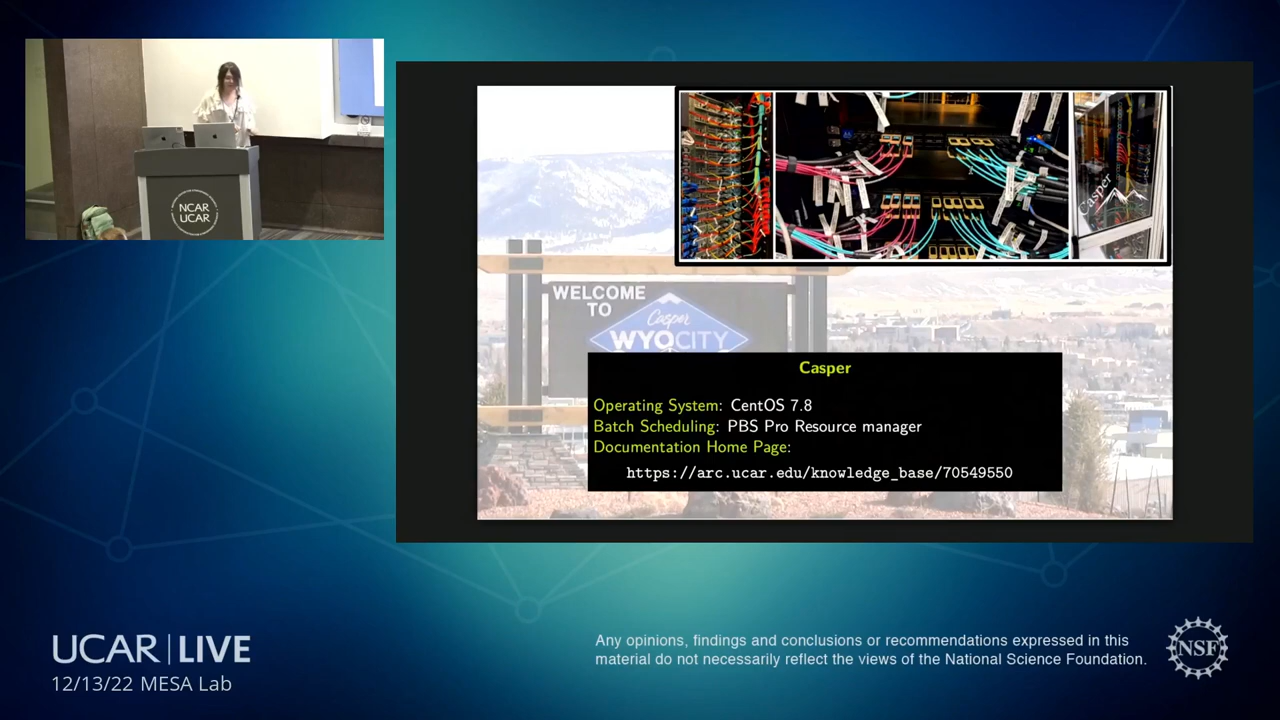 NCAR
UCAR
Casper
WELCOME
TO
Casper
WYOCITY
Casper
Operating System: CentOS 7.8
Batch Scheduling: PBS Pro Resource manager
Documentation Home Page:
https://arc.ucar.edu/knowledge_base/70549550
UCAR | LIVE
12/13/22 MESA Lab
Any opinions, findings and conclusions or recommendations expressed in this
material do not necessarily reflect the views of the National Science Foundation.
NSF